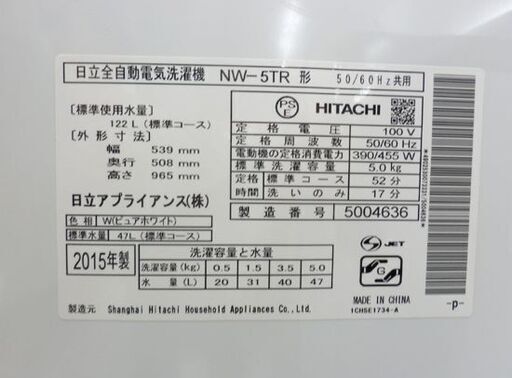 日立全自動電気洗濯機 NW-5TR 形 50/60Hz共用
[標準使用水量]
122L(標準コース)
[外形寸法]
幅 539 mm
奥行 508 mm
高さ 965 mm
日立アプライアンス(株)
色相 W(ピュアホワイト)
標準水量 47L(標準コース)
PSE HITACHI
定格電圧 100 V
定格周波数 50/60 Hz
電動機の定格消費電力 390/455 W
標準洗濯容量 5.0kg
定格 標準コース 52分
時間 洗いのみ 17分
製造番号 5004636
2015年製
洗濯容量と水量
洗濯容量(kg) 0.5 1.5 3.5 5.0
水量(L) 20 31 40 47
S JET
G
MADE IN CHINA
1CHSE1734-A
製造元 Shanghai Hitachi Household Appliances Co.,Ltd.
-p-